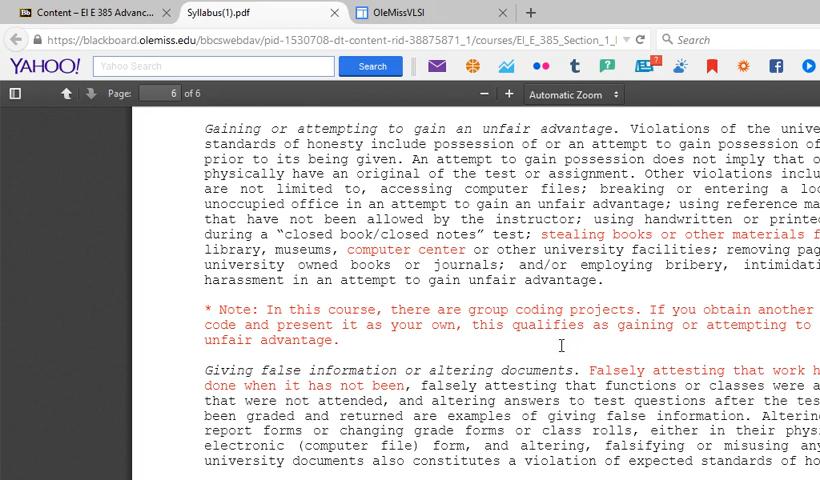 Content – EI E 385 Advanc...
Syllabus(1).pdf
OleMissVLSI
https://blackboard.olemiss.edu/bbcswebdav/pid-1530708-dt-content-rid-38875871_1/courses/EI_E_385_Section_1_
Search
YAHOO!
Yahoo Search
Search
7
Page: 6 of 6
Automatic Zoom
Gaining or attempting to gain an unfair advantage. Violations of the unive
standards of honesty include possession of or an attempt to gain possession of
prior to its being given. An attempt to gain possession does not imply that o
physically have an original of the test or assignment. Other violations inclu
are not limited to, accessing computer files; breaking or entering a loc
unoccupied office in an attempt to gain an unfair advantage; using reference ma
that have not been allowed by the instructor; using handwritten or printe
during a “closed book/closed notes” test; stealing books or other materials f
library, museums, computer center or other university facilities; removing pag
university owned books or journals; and/or employing bribery, intimidati
harassment in an attempt to gain unfair advantage.
* Note: In this course, there are group coding projects. If you obtain another
code and present it as your own, this qualifies as gaining or attempting to
unfair advantage.
Giving false information or altering documents. Falsely attesting that work h
done when it has not been, falsely attesting that functions or classes were a
that were not attended, and altering answers to test questions after the tes
been graded and returned are examples of giving false information. Alterin
report forms or changing grade forms or class rolls, either in their phys
electronic (computer file) form, and altering, falsifying or misusing any
university documents also constitutes a violation of expected standards of ho